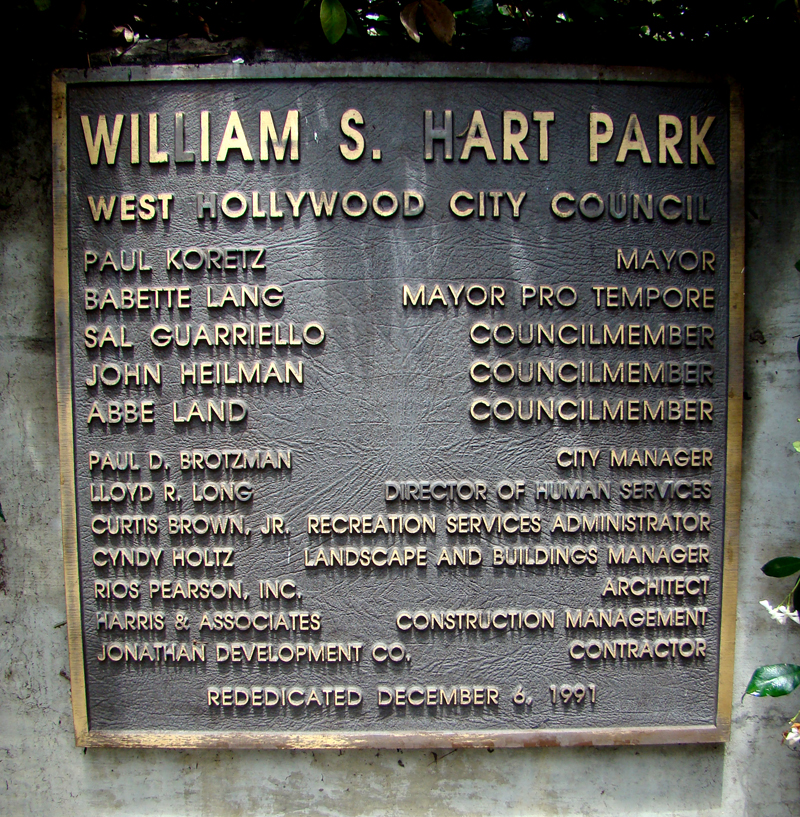 WILLIAM S. HART PARK
WEST HOLLYWOOD CITY COUNCIL
PAUL KORETZ MAYOR
BABETTE LANG MAYOR PRO TEMPORE
SAL GUARRIELLO COUNCILMEMBER
JOHN HEILMAN COUNCILMEMBER
ABBE LAND COUNCILMEMBER
PAUL D. BROTZMAN CITY MANAGER
LLOYD R. LONG DIRECTOR OF HUMAN SERVICES
CURTIS BROWN, JR. RECREATION SERVICES ADMINISTRATOR
CYNDY HOLTZ LANDSCAPE AND BUILDINGS MANAGER
RIOS PEARSON, INC. ARCHITECT
HARRIS & ASSOCIATES CONSTRUCTION MANAGEMENT
JONATHAN DEVELOPMENT CO. CONTRACTOR
REDEDICATED DECEMBER 6, 1991